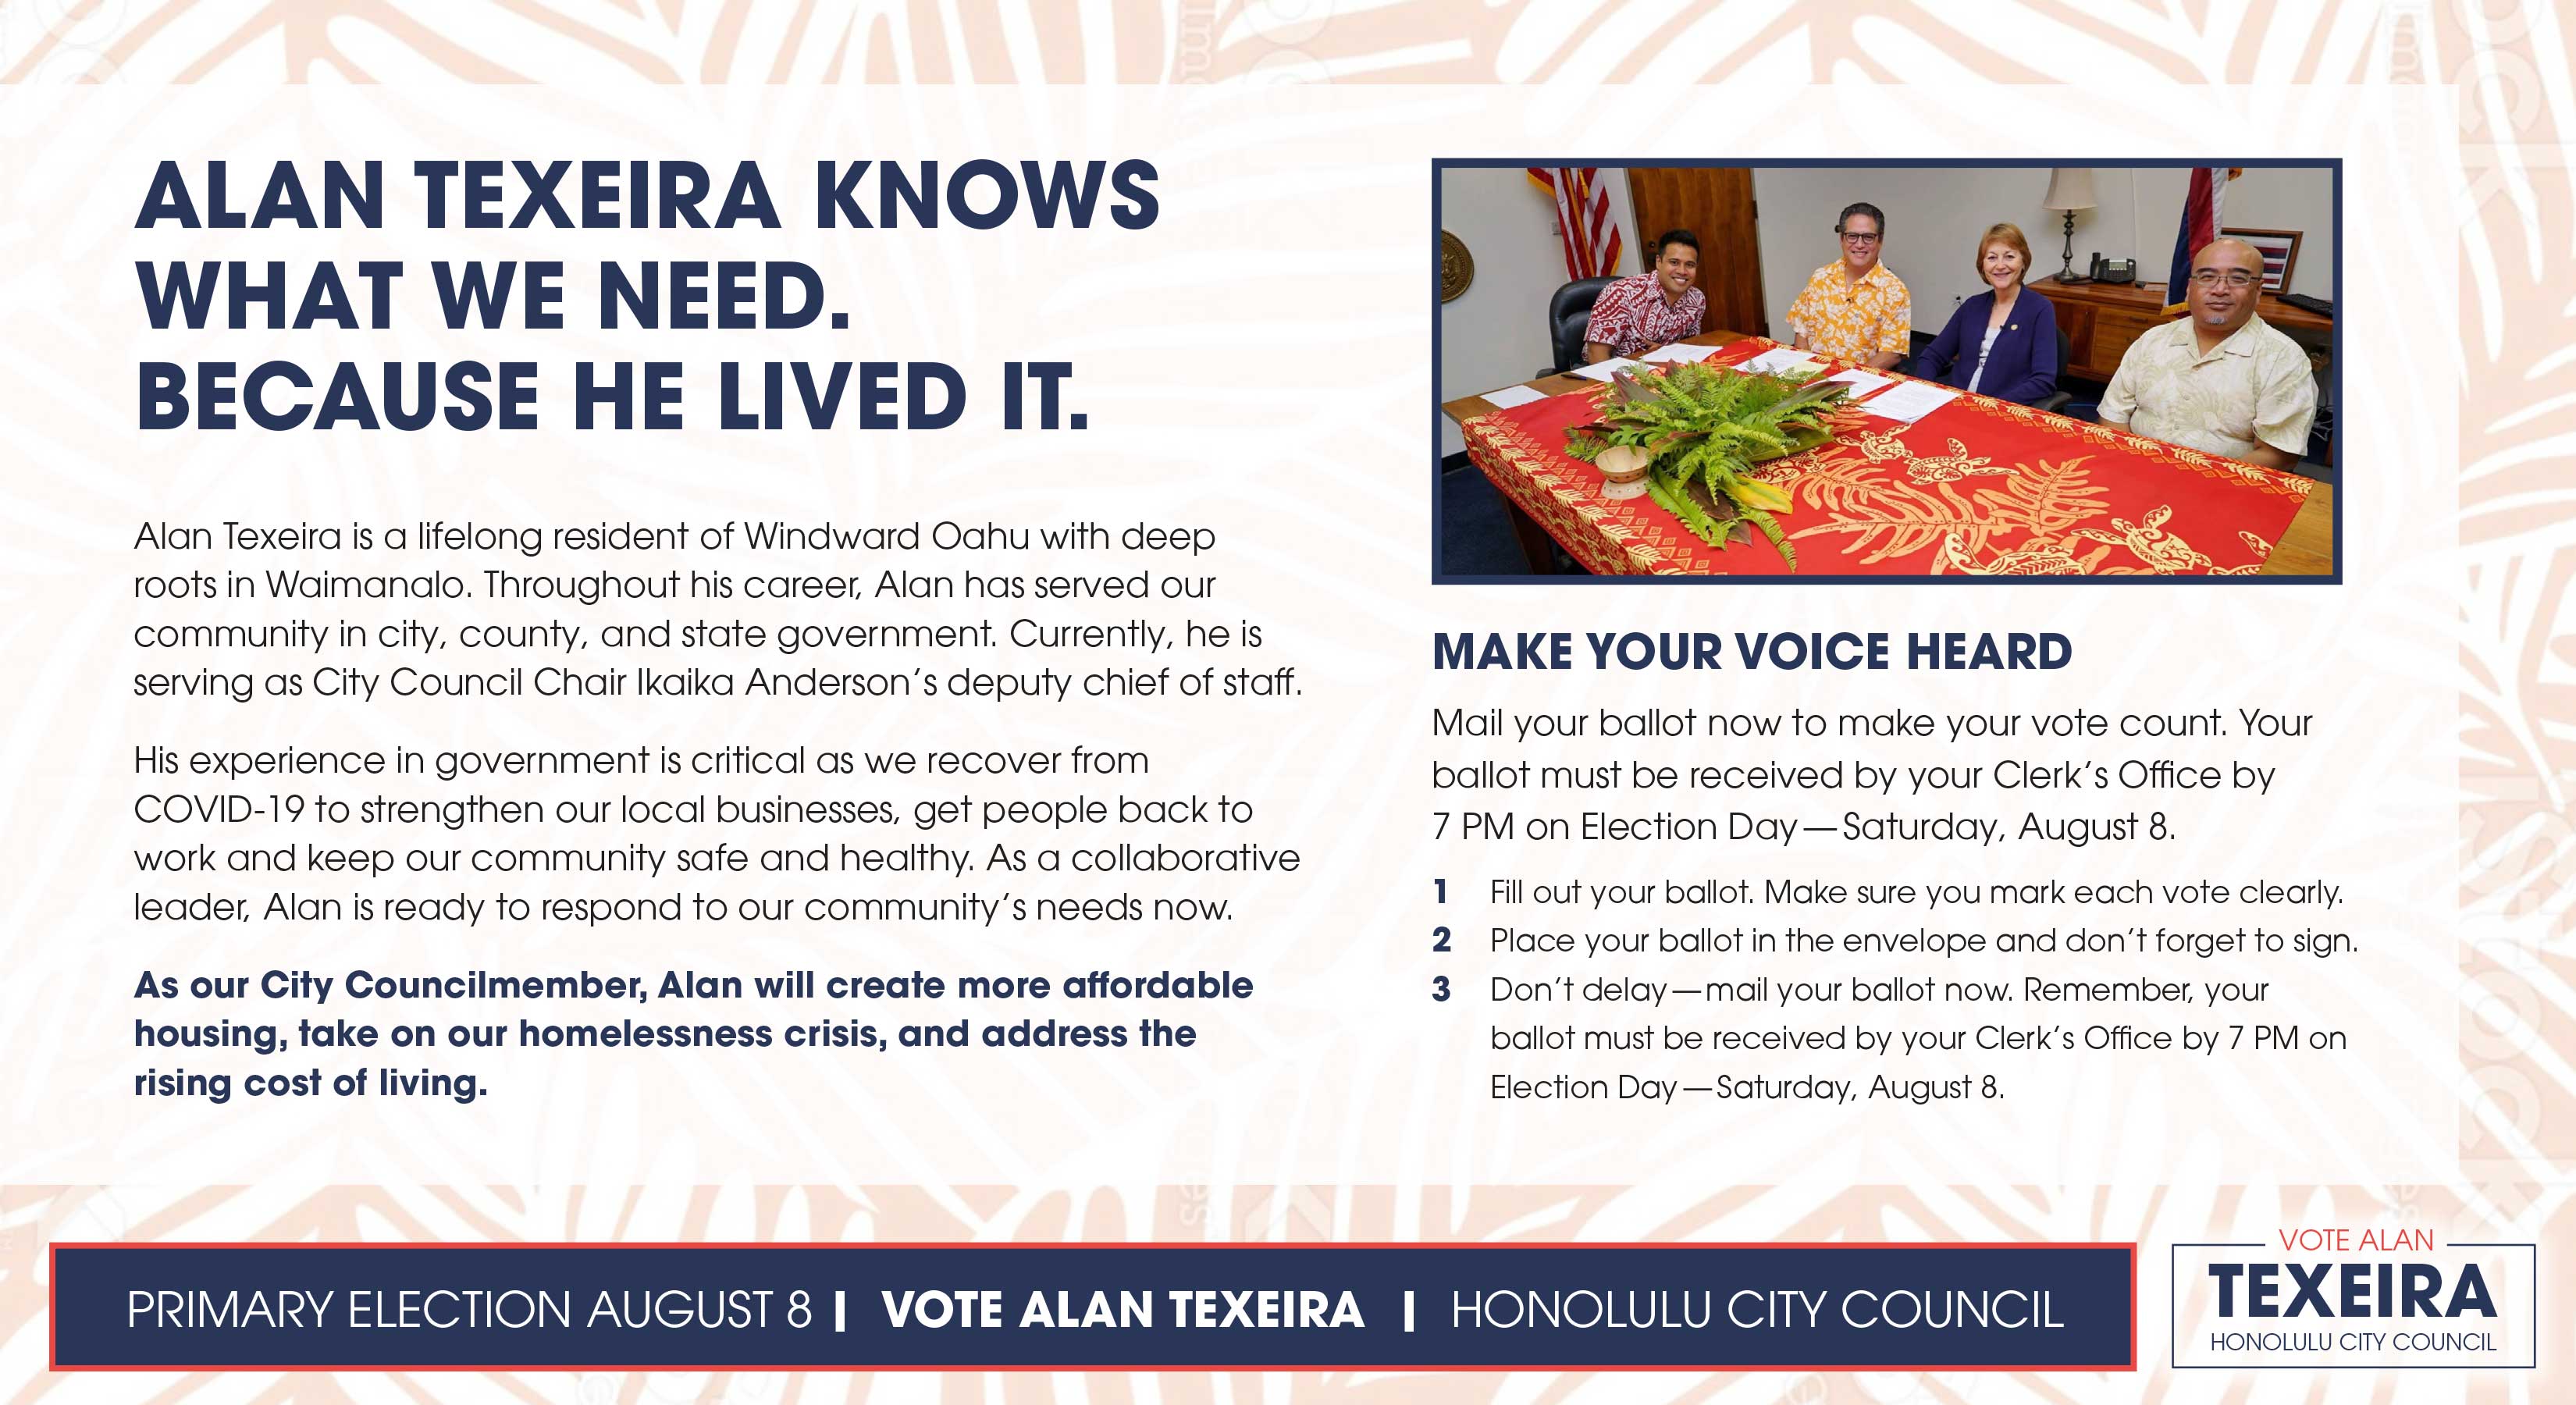 ALAN TEXEIRA KNOWS
WHAT WE NEED.
BECAUSE HE LIVED IT.
Alan Texeira is a lifelong resident of Windward Oahu with deep
roots in Waimanalo. Throughout his career, Alan has served our
community in city, county, and state government. Currently, he is
serving as City Council Chair Ikaika Anderson’s deputy chief of staff.
His experience in government is critical as we recover from
COVID-19 to strengthen our local businesses, get people back to
work and keep our community safe and healthy. As a collaborative
leader, Alan is ready to respond to our community’s needs now.
As our City Councilmember, Alan will create more affordable
housing, take on our homelessness crisis, and address the
rising cost of living.
MAKE YOUR VOICE HEARD
Mail your ballot now to make your vote count. Your
ballot must be received by your Clerk’s Office by
7 PM on Election Day—Saturday, August 8.
1 Fill out your ballot. Make sure you mark each vote clearly.
2 Place your ballot in the envelope and don’t forget to sign.
3 Don’t delay—mail your ballot now. Remember, your
ballot must be received by your Clerk’s Office by 7 PM on
Election Day—Saturday, August 8.
PRIMARY ELECTION AUGUST 8 | VOTE ALAN TEXEIRA | HONOLULU CITY COUNCIL
VOTE ALAN
TEXEIRA
HONOLULU CITY COUNCIL